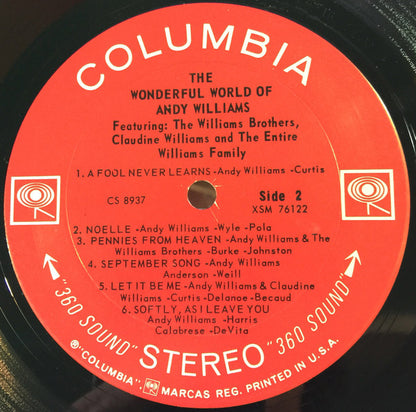 COLUMBIA
THE
WONDERFUL WORLD OF
ANDY WILLIAMS
Featuring: The Williams Brothers,
Claudine Williams and The Entire
Williams Family
1. A FOOL NEVER LEARNS-Andy Williams -Curtis
CS 8937
Side 2
XSM 76122
2. NOELLE -Andy Williams -Wyle -Pola
3. PENNIES FROM HEAVEN -Andy Williams & The
Williams Brothers -Burke -Johnston
4. SEPTEMBER SONG -Andy Williams
Anderson -Weill
5. LET IT BE ME -Andy Williams & Claudine
Williams -Curtis -Delanoe -Becaud
6. SOFTLY, AS I LEAVE YOU
Andy Williams -Harris
Calabrese -DeVita
"360 SOUND" STEREO "360 SOUND"
® "COLUMBIA", MARCAS REG. PRINTED IN U.S.A.